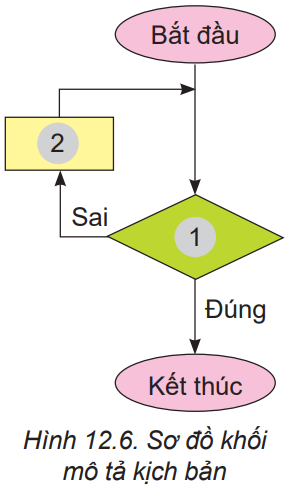 Bắt đầu
2
Sai
1
Đúng
Kết thúc
Hình 12.6. Sơ đồ khối
mô tả kịch bản